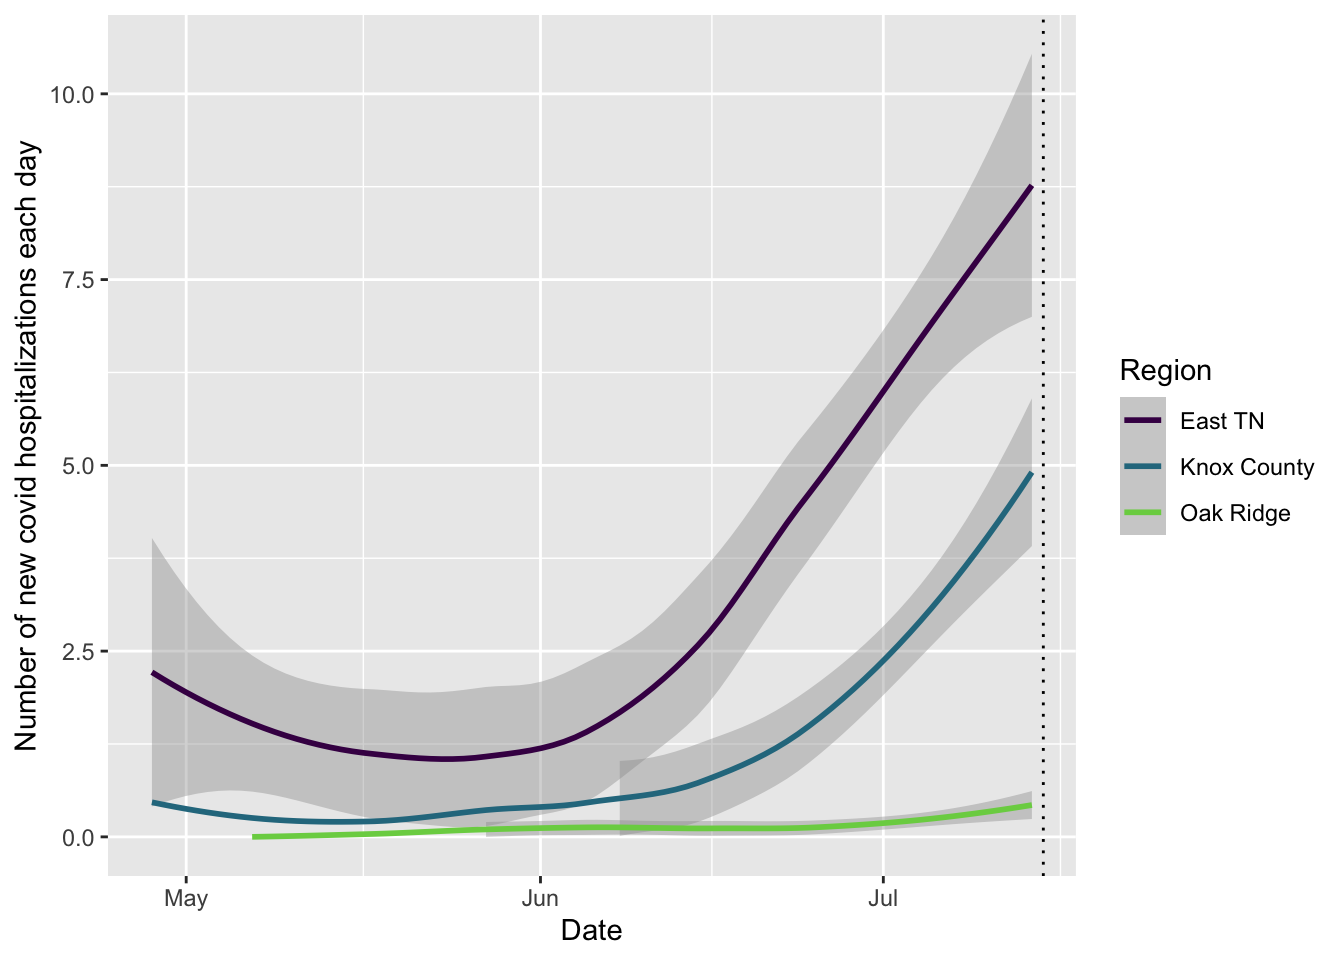 Number of new covid hospitalizations each day
10.0
7.5
5.0
2.5
0.0
May
Jun
Jul
Date
Region
East TN
Knox County
Oak Ridge